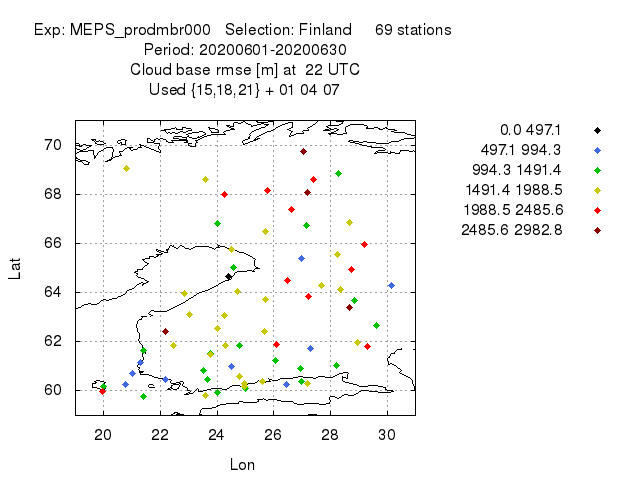 Exp: MEPS_prodmbr000 Selection: Finland 69 stations
Period: 20200601-20200630
Cloud base rmse [m] at 22 UTC
Used {15,18,21} + 01 04 07
0.0 497.1
497.1 994.3
994.3 1491.4
1491.4 1988.5
1988.5 2485.6
2485.6 2982.8
70
68
66
64
62
60
Lat
20 22 24 26 28 30
Lon